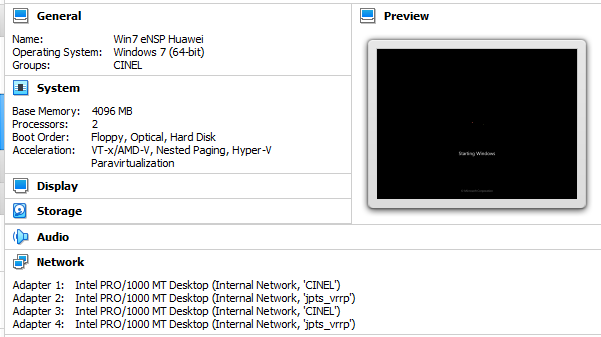 General
Name: Win7 eNSP Huawei
Operating System: Windows 7 (64-bit)
Groups: CINEL
System
Base Memory: 4096 MB
Processors: 2
Boot Order: Floppy, Optical, Hard Disk
Acceleration: VT-x/AMD-V, Nested Paging, Hyper-V
Paravirtualization
Display
Storage
Audio
Network
Adapter 1: Intel PRO/1000 MT Desktop (Internal Network, 'CINEL')
Adapter 2: Intel PRO/1000 MT Desktop (Internal Network, 'jpts_vrrp')
Adapter 3: Intel PRO/1000 MT Desktop (Internal Network, 'CINEL')
Adapter 4: Intel PRO/1000 MT Desktop (Internal Network, 'jpts_vrrp')
Preview
Starting Windows